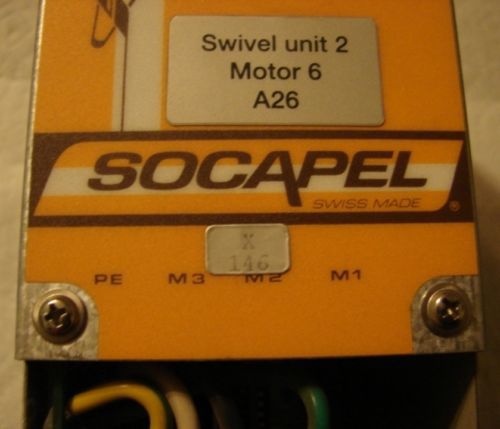 Swivel unit 2
Motor 6
A26
SOCAPEL
SWISS MADE ®
X
146
PE M3 M2 M1